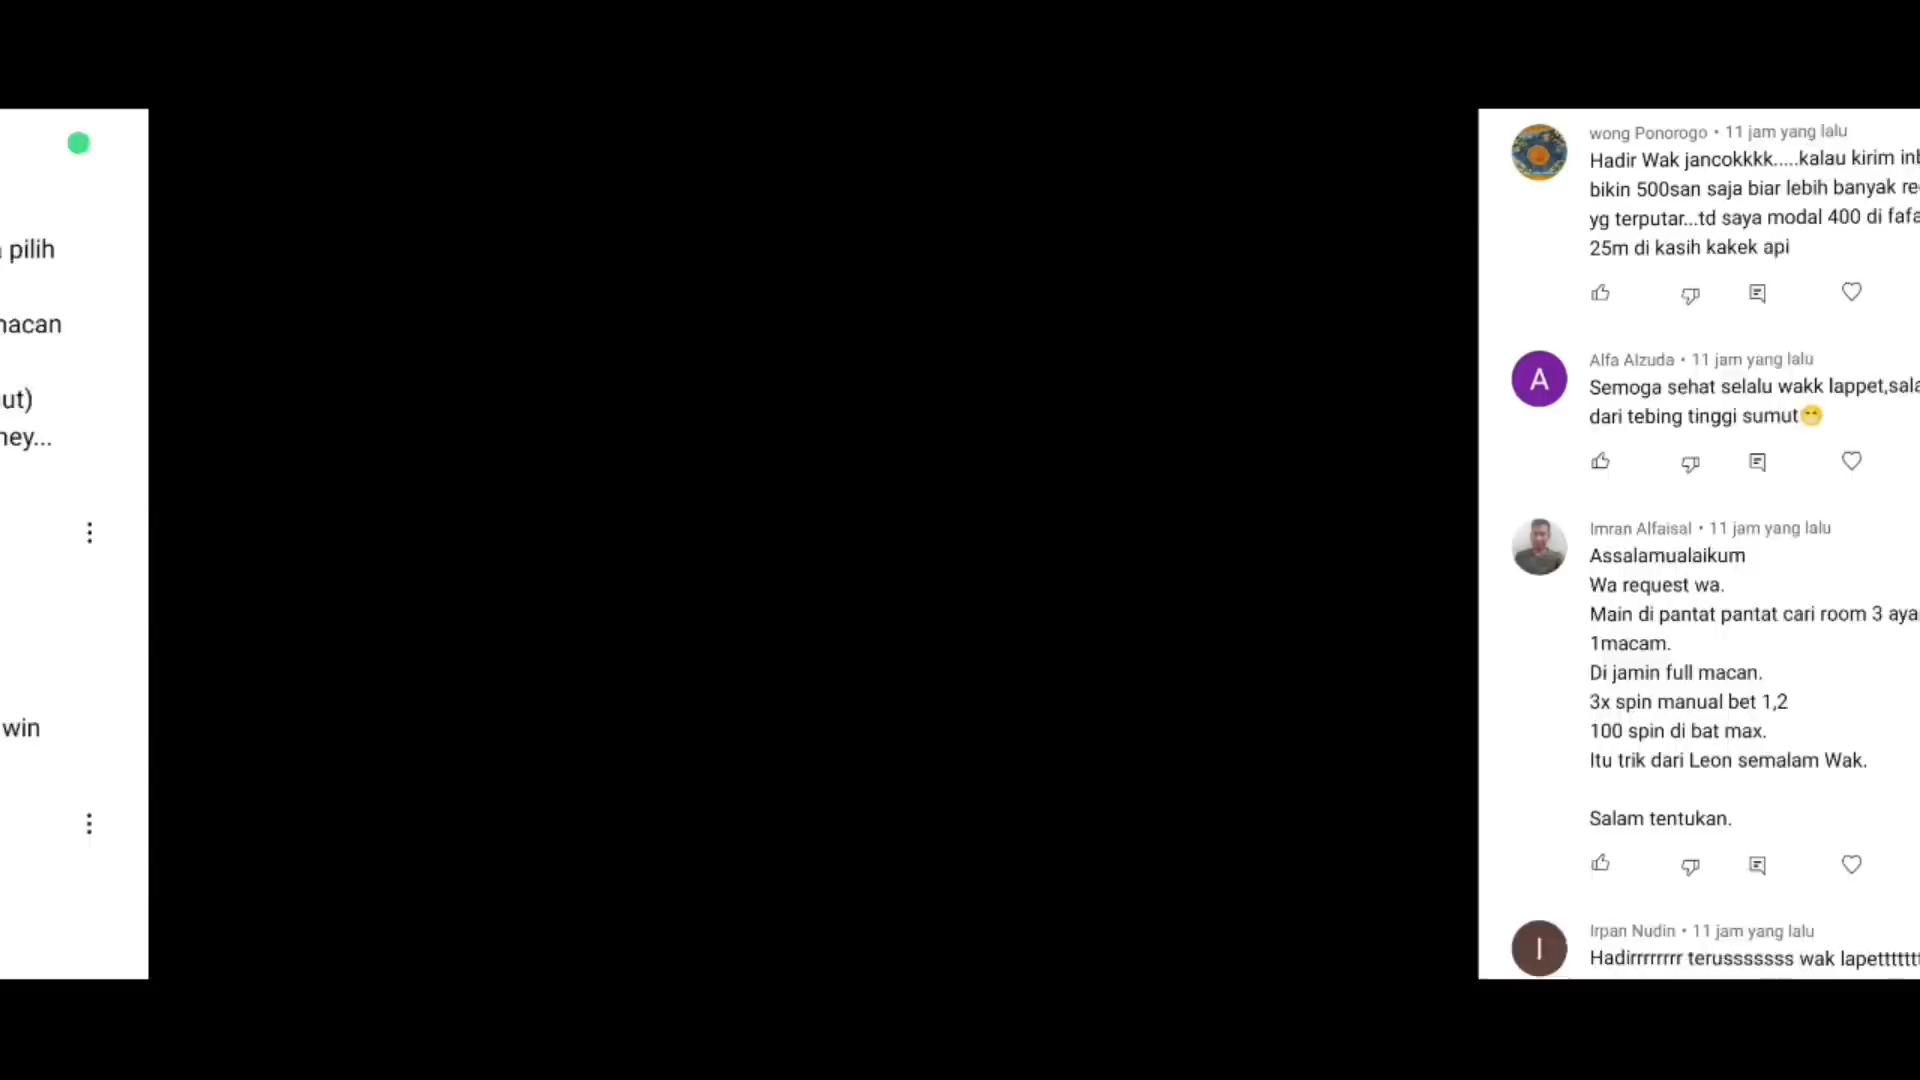 pilih
ut)
win
wong Ponorogo • 11 jam yang lalu
Hadir Wak jancokkkk.....kalau kirim
bikin 500san saja biar lebih banyak
yg terputar...td saya modal 400 di
25m di kasih kakek api
A
Alfa Alzuda • 11 jam yang lalu
Semoga sehat selalu wakk lappet,
dari tebing tinggi sumut😁
Imran Alfaisal • 11 jam yang lalu
Assalamualaikum
Wa request wa.
Main di pantat pantat cari room 3
1macam.
Di jamin full macan.
3x spin manual bet 1,2
100 spin di bat max.
Itu trik dari Leon semalam Wak.
Salam tentukan.
I
Irpan Nudin • 11 jam yang lalu
Hadirrrrrrrr terusssssss wak